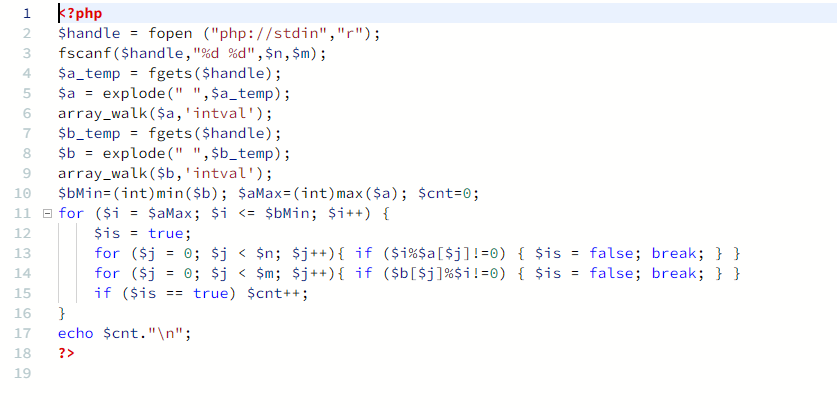 1 <?php
2 $handle = fopen ("php://stdin","r");
3 fscanf($handle,"%d %d",$n,$m);
4 $a_temp = fgets($handle);
5 $a = explode(" ",$a_temp);
6 array_walk($a,'intval');
7 $b_temp = fgets($handle);
8 $b = explode(" ",$b_temp);
9 array_walk($b,'intval');
10 $bMin=(int)min($b); $aMax=(int)max($a); $cnt=0;
11 for ($i = $aMax; $i <= $bMin; $i++) {
12     $is = true;
13     for ($j = 0; $j < $n; $j++){ if ($i%$a[$j]!=0) { $is = false; break; } }
14     for ($j = 0; $j < $m; $j++){ if ($b[$j]%$i!=0) { $is = false; break; } }
15     if ($is == true) $cnt++;
16 }
17 echo $cnt."\n";
18 ?>
19